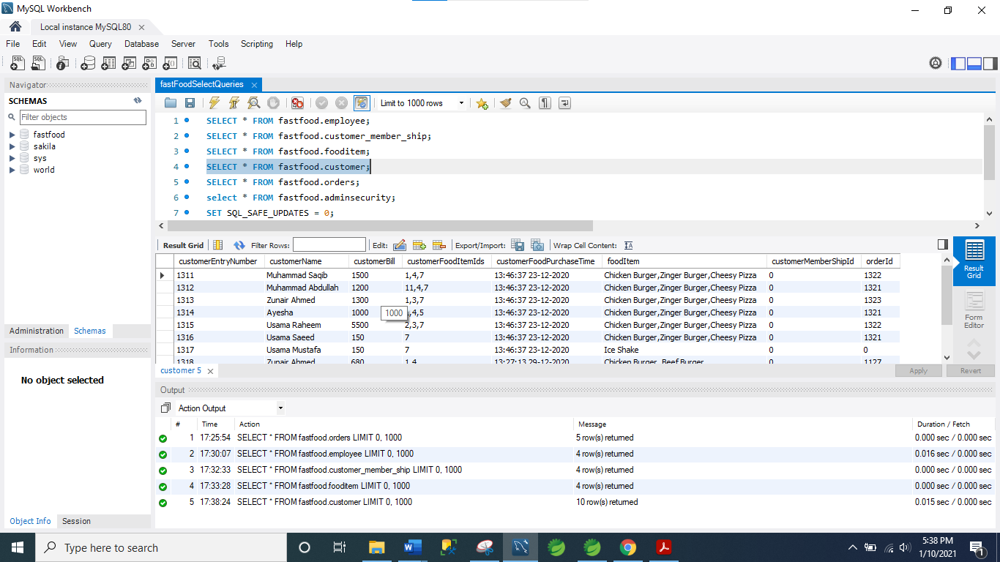 MySQL Workbench
Local instance MySQL80
File Edit View Query Database Server Tools Scripting Help
Navigator
SCHEMAS
Filter objects
fastfood
sakila
sys
world
Administration Schemas
Information
No object selected
Object Info Session
fastFoodSelectQueries
Limit to 1000 rows
1 SELECT * FROM fastfood.employee;
2 SELECT * FROM fastfood.customer_member_ship;
3 SELECT * FROM fastfood.fooditem;
4 SELECT * FROM fastfood.customer;
5 SELECT * FROM fastfood.orders;
6 select * FROM fastfood.adminsecurity;
7 SET SQL_SAFE_UPDATES = 0;
Result Grid Filter Rows: Edit: Export/Import: Wrap Cell Content:
customerEntryNumber customerName customerBill customerFoodItemIds customerFoodPurchaseTime foodItem customerMemberShipId orderId
1311 Muhammad Saqib 1500 1,4,7 13:46:37 23-12-2020 Chicken Burger,Zinger Burger,Cheesy Pizza 0 1322
1312 Muhammad Abdullah 1200 11,4,7 13:46:37 23-12-2020 Chicken Burger,Zinger Burger,Cheesy Pizza 0 1321
1313 Zunair Ahmed 1300 1,3,7 13:46:37 23-12-2020 Chicken Burger,Zinger Burger,Cheesy Pizza 0 1323
1314 Ayesha 1000 1000 ,4,5 13:46:37 23-12-2020 Chicken Burger,Zinger Burger,Cheesy Pizza 0 1321
1315 Usama Raheem 5500 2,3,7 13:46:37 23-12-2020 Chicken Burger,Zinger Burger,Cheesy Pizza 0 1322
1316 Usama Saeed 150 7 13:46:37 23-12-2020 Chicken Burger,Zinger Burger,Cheesy Pizza 0 1321
1317 Usama Mustafa 150 7 13:46:37 23-12-2020 Ice Shake 0 0
1318 Zunair Ahmed 680 1,4 13:27:13 29-12-2020 Chicken Burger, Beef Burger 0 1127
Result
Grid
Form
Editor
customer 5 Apply Revert
Output
Action Output
# Time Action Message Duration / Fetch
1 17:25:54 SELECT * FROM fastfood.orders LIMIT 0, 1000 5 row(s) returned 0.000 sec / 0.000 sec
2 17:30:07 SELECT * FROM fastfood.employee LIMIT 0, 1000 4 row(s) returned 0.016 sec / 0.000 sec
3 17:32:33 SELECT * FROM fastfood.customer_member_ship LIMIT 0, 1000 4 row(s) returned 0.000 sec / 0.000 sec
4 17:33:28 SELECT * FROM fastfood.fooditem LIMIT 0, 1000 4 row(s) returned 0.000 sec / 0.000 sec
5 17:38:24 SELECT * FROM fastfood.customer LIMIT 0, 1000 10 row(s) returned 0.015 sec / 0.000 sec
Type here to search
5:38 PM
1/10/2021
1